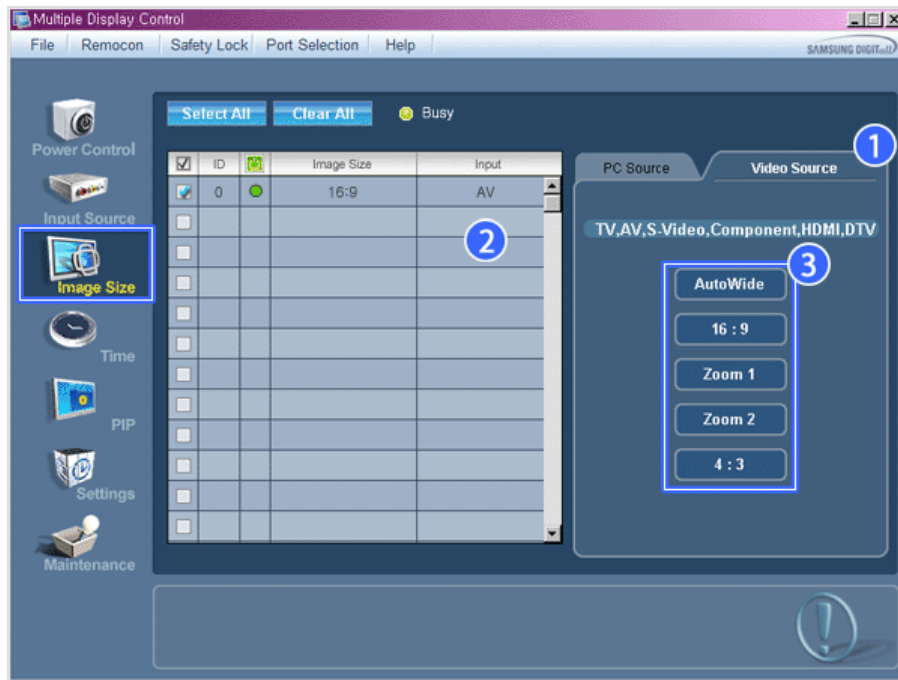 Multiple Display Control
File Remocon Safety Lock Port Selection Help
SAMSUNG DIGITall
Select All Clear All Busy
1
Power Control
ID Image Size Input
PC Source Video Source
0 16:9 AV
Input Source
2
TV,AV,S-Video,Component,HDMI,DTV
3
Image Size
AutoWide
16 : 9
Time
Zoom 1
PIP
Zoom 2
4 : 3
Settings
Maintenance